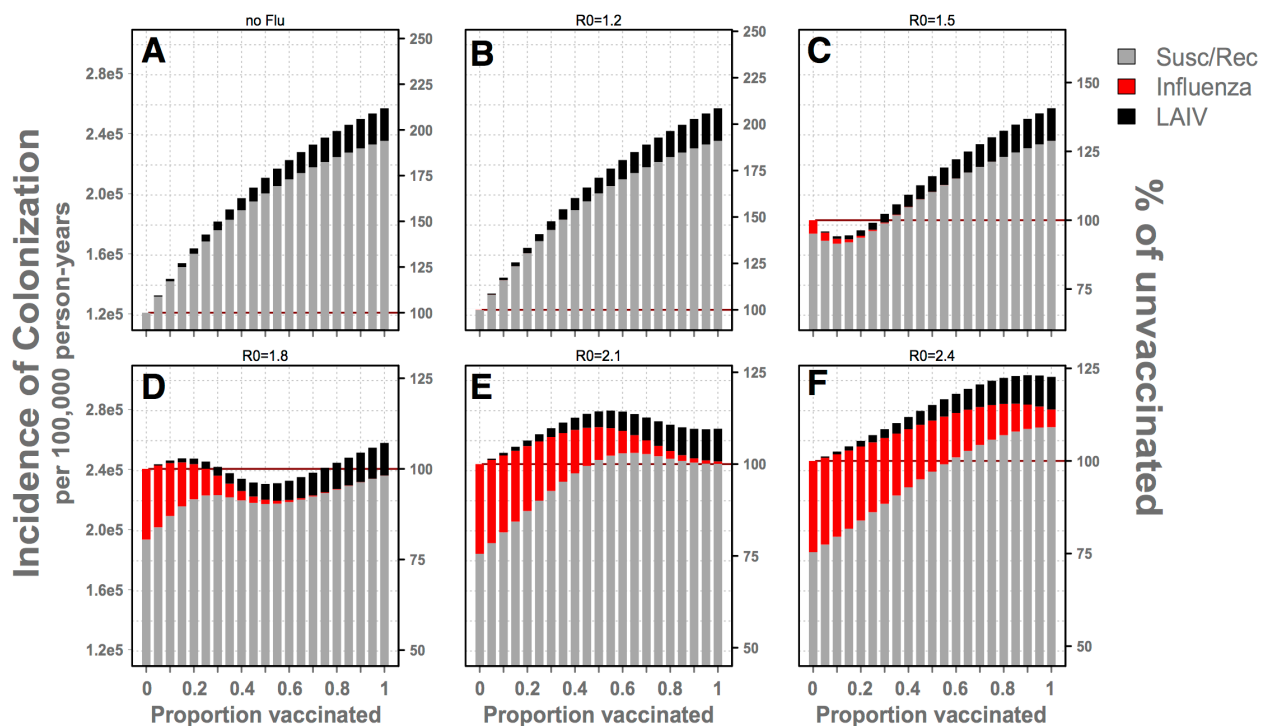 no Flu
R0=1.2
R0=1.5
A
B
C
Susc/Rec
Influenza
LAIV
2.8e5
2.4e5
2.0e5
1.6e5
1.2e5
250
225
200
175
150
125
100
250
225
200
175
150
125
100
150
125
100
75
Incidence of Colonization
per 100,000 person-years
% of unvaccinated
R0=1.8
R0=2.1
R0=2.4
D
E
F
2.8e5
2.4e5
2.0e5
1.6e5
1.2e5
125
100
75
50
125
100
75
50
125
100
75
50
0 0.2 0.4 0.6 0.8 1
0 0.2 0.4 0.6 0.8 1
0 0.2 0.4 0.6 0.8 1
Proportion vaccinated
Proportion vaccinated
Proportion vaccinated